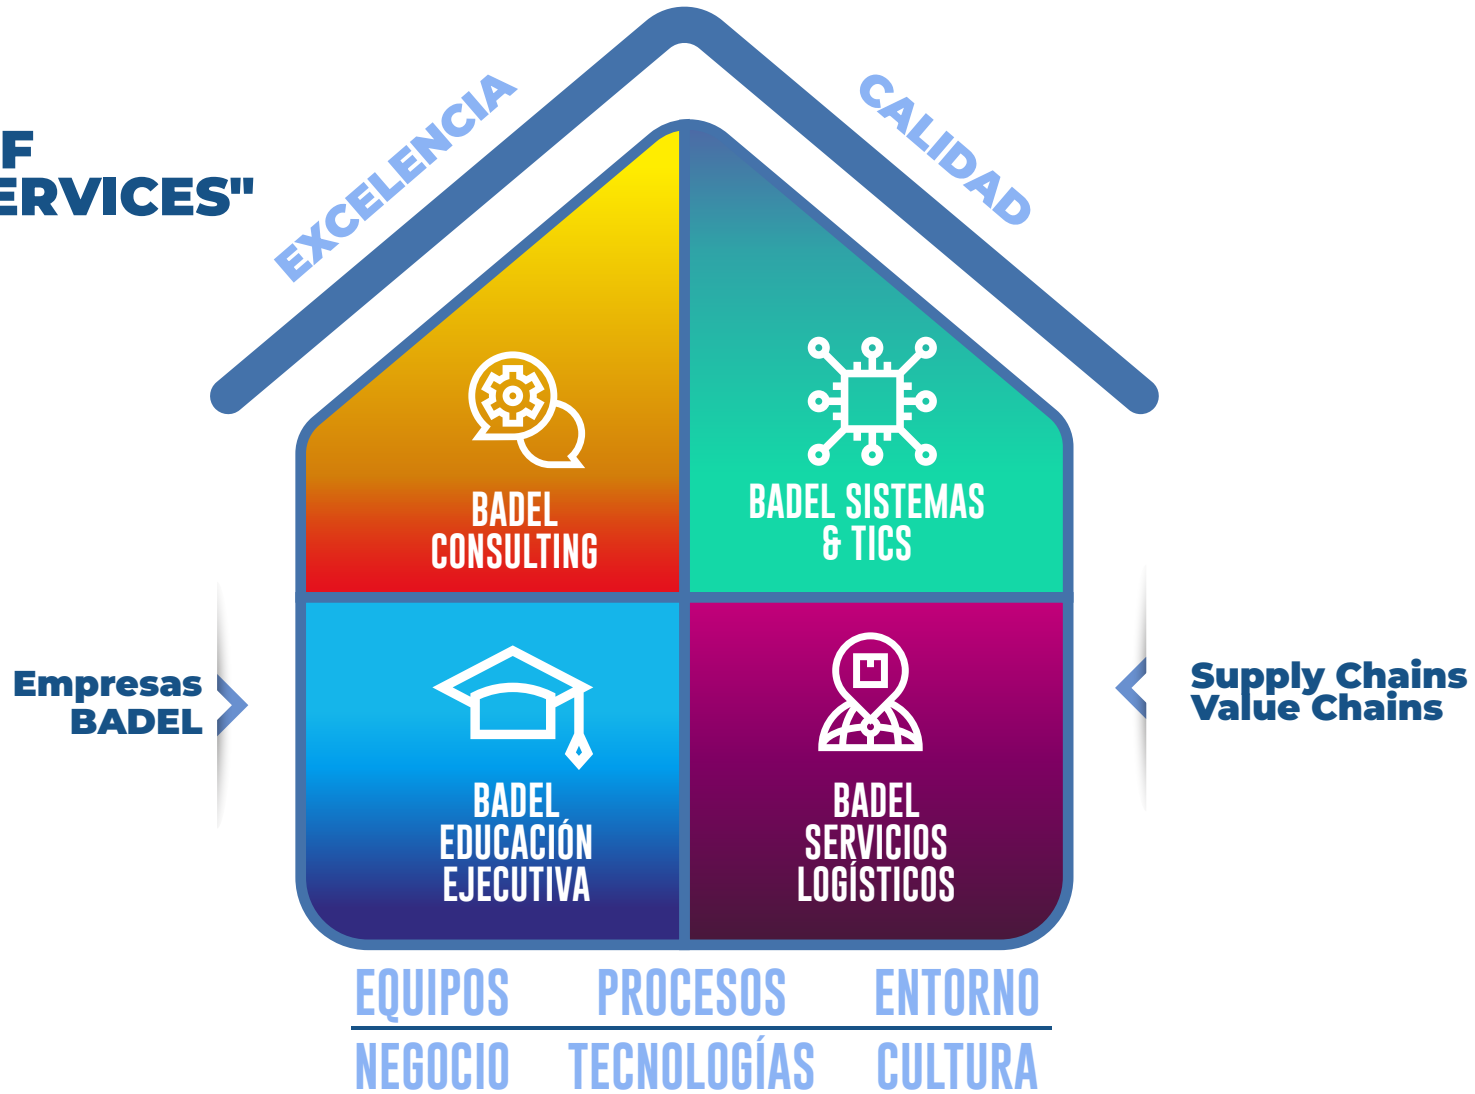 F
ERVICES"
EXCELENCIA
CALIDAD
BADEL
CONSULTING
BADEL SISTEMAS
& TICS
Empresas
BADEL
Supply Chains
Value Chains
BADEL
EDUCACIÓN
EJECUTIVA
BADEL
SERVICIOS
LOGÍSTICOS
EQUIPOS PROCESOS ENTORNO
NEGOCIO TECNOLOGÍAS CULTURA